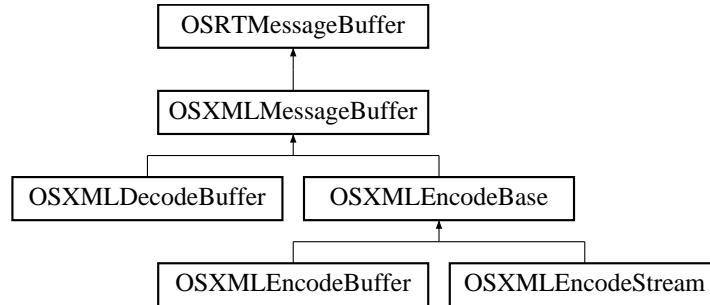 OSRTMessageBuffer
OSXMLMessageBuffer
OSXMLDecodeBuffer
OSXMLEncodeBase
OSXMLEncodeBuffer
OSXMLEncodeStream